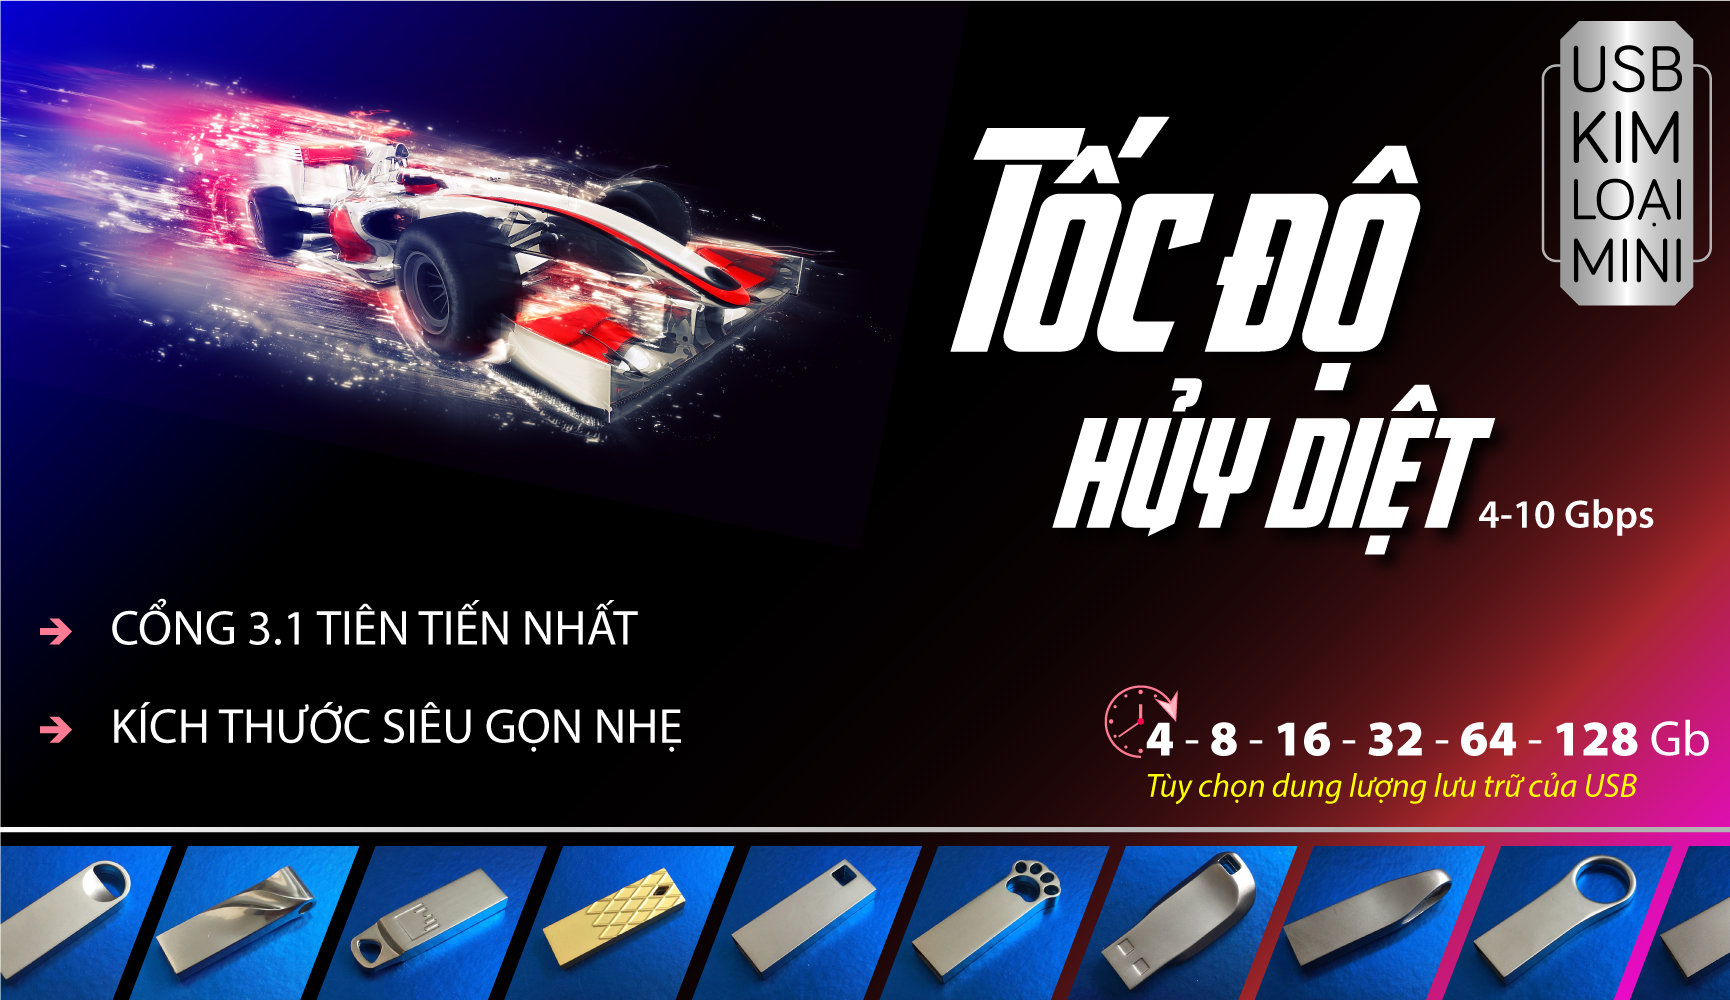 USB
KIM
LOẠI
MINI
TỐC ĐỘ
HỦY DIỆT
4-10 Gbps
CỔNG 3.1 TIÊN TIẾN NHẤT
KÍCH THƯỚC SIÊU GỌN NHẸ
4 - 8 - 16 - 32 - 64 - 128 Gb
Tùy chọn dung lượng lưu trữ của USB